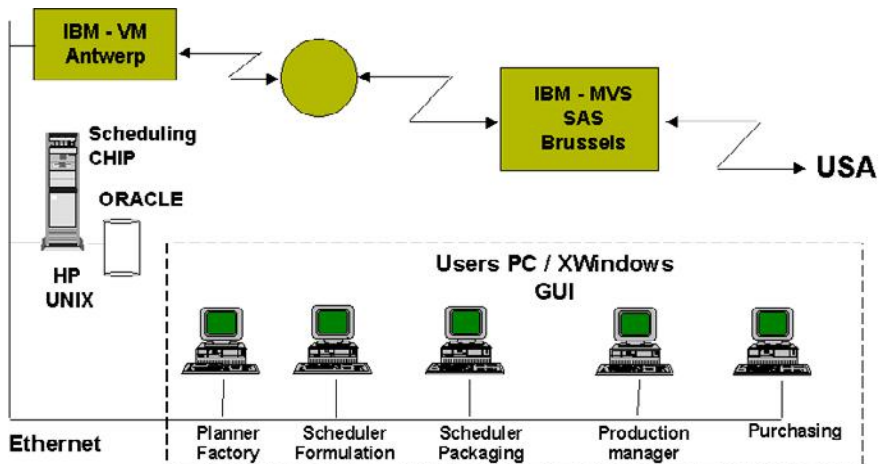 IBM - VM
Antwerp
IBM - MVS
SAS
Brussels
USA
Scheduling
CHIP
ORACLE
HP
UNIX
Users PC / XWindows
GUI
Ethernet
Planner
Factory
Scheduler
Formulation
Scheduler
Packaging
Production
manager
Purchasing